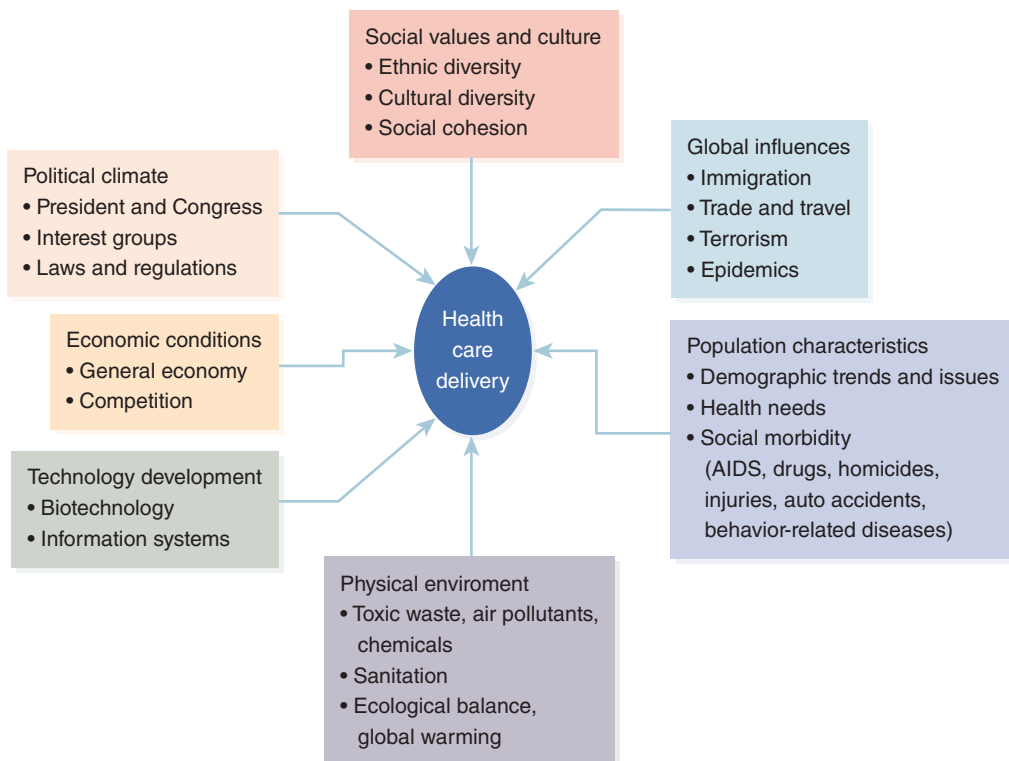 Social values and culture
• Ethnic diversity
• Cultural diversity
• Social cohesion
Political climate
• President and Congress
• Interest groups
• Laws and regulations
Global influences
• Immigration
• Trade and travel
• Terrorism
• Epidemics
Economic conditions
• General economy
• Competition
Health
care
delivery
Population characteristics
• Demographic trends and issues
• Health needs
• Social morbidity
(AIDS, drugs, homicides,
injuries, auto accidents,
behavior-related diseases)
Technology development
• Biotechnology
• Information systems
Physical enviroment
• Toxic waste, air pollutants,
chemicals
• Sanitation
• Ecological balance,
global warming